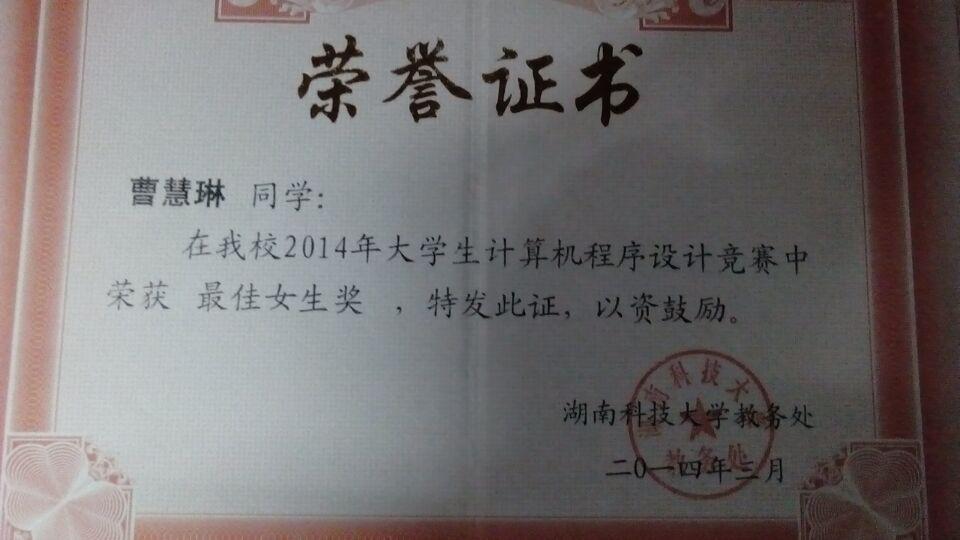 荣誉证书
曹慧琳 同学：
在我校2014年大学生计算机程序设计竞赛中
荣获 最佳女生奖 ，特发此证，以资鼓励。
湖南科技大学教务处
二〇一四年三月
南科技大
教务处